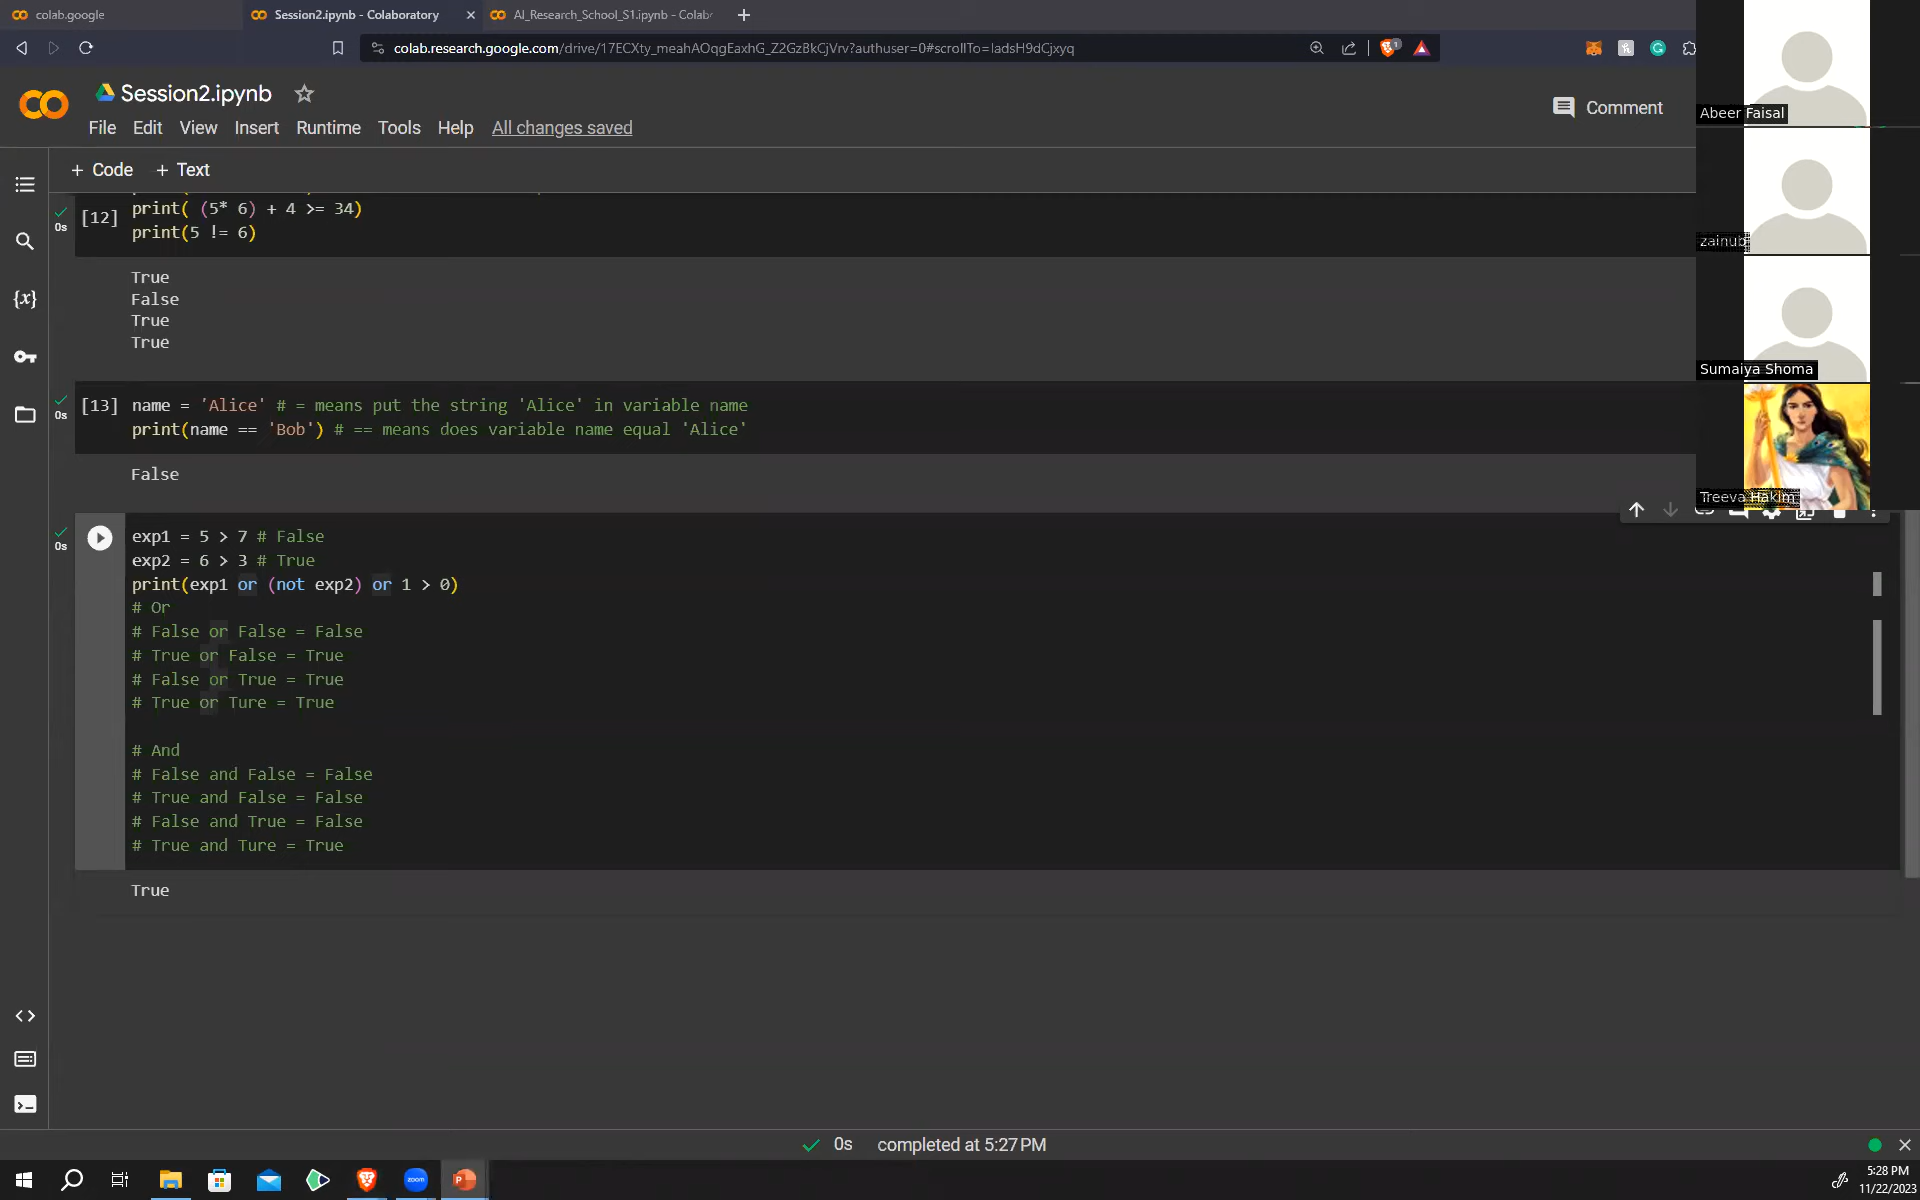 colab.google
Session2.ipynb - Colaboratory
AI_Research_School_S1.ipynb - Colab
colab.research.google.com/drive/17ECXty_meahAOqgEaxhG_Z2GzBkCjVrv?authuser=0#scrollTo=IadsH9dCjxyq
Session2.ipynb
File Edit View Insert Runtime Tools Help All changes saved
Comment
+ Code + Text
[12] print( (5* 6) + 4 >= 34)
0s
print(5 != 6)
True
False
True
True
[13] name = 'Alice' # = means put the string 'Alice' in variable name
0s
print(name == 'Bob') # == means does variable name equal 'Alice'
False
0s
exp1 = 5 > 7 # False
exp2 = 6 > 3 # True
print(exp1 or (not exp2) or 1 > 0)
# Or
# False or False = False
# True or False = True
# False or True = True
# True or Ture = True
# And
# False and False = False
# True and False = False
# False and True = False
# True and Ture = True
True
Abeer Faisal
zainub
Sumaiya Shoma
Treeva Hakim
0s completed at 5:27 PM
zoom
5:28 PM
11/22/2023